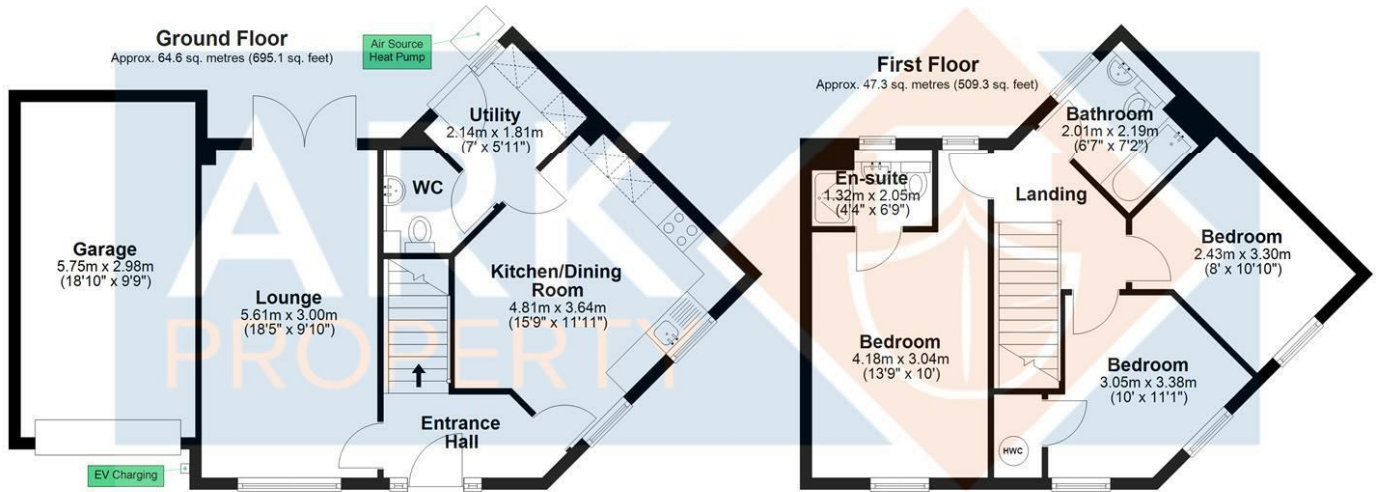 Ground Floor
Approx. 64.6 sq. metres (695.1 sq. feet)
Air Source
Heat Pump
Utility
2.14m x 1.81m
(7' x 5'11")
WC
Garage
5.75m x 2.98m
(18'10" x 9'9")
Lounge
5.61m x 3.00m
(18'5" x 9'10")
Kitchen/Dining
Room
4.81m x 3.64m
(15'9" x 11'11")
Entrance
Hall
EV Charging
First Floor
Approx. 47.3 sq. metres (509.3 sq. feet)
Bathroom
2.01m x 2.19m
(6'7" x 7'2")
En-suite
1.32m x 2.05m
(4'4" x 6'9")
Landing
Bedroom
2.43m x 3.30m
(8' x 10'10")
Bedroom
4.18m x 3.04m
(13'9" x 10')
Bedroom
3.05m x 3.38m
(10' x 11'1")
HWC
ARK
PROPERTY